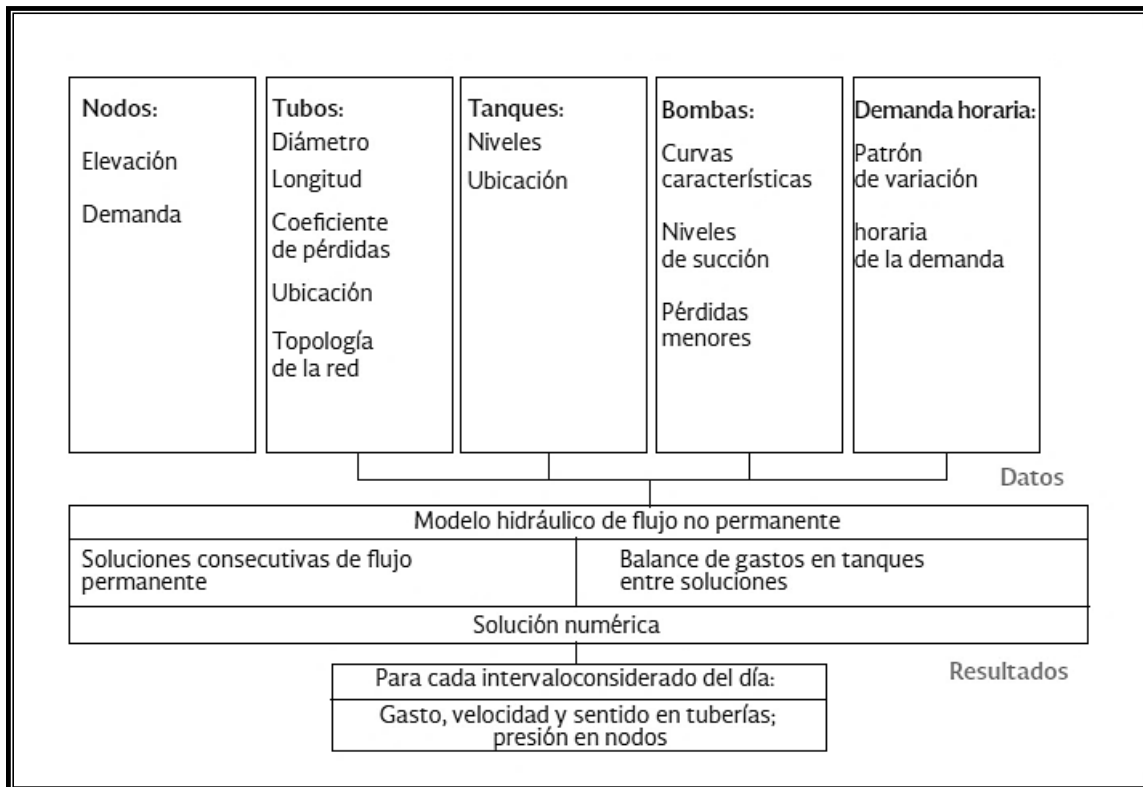 Nodos:
Elevación
Demanda
Tubos:
Diámetro
Longitud
Coeficiente
de pérdidas
Ubicación
Topología
de la red
Tanques:
Niveles
Ubicación
Bombas:
Curvas
características
Niveles
de succión
Pérdidas
menores
Demanda horaria:
Patrón
de variación
horaria
de la demanda
Datos
Modelo hidráulico de flujo no permanente
Soluciones consecutivas de flujo
permanente
Balance de gastos en tanques
entre soluciones
Solución numérica
Resultados
Para cada intervaloconsiderado del día:
Gasto, velocidad y sentido en tuberías;
presión en nodos